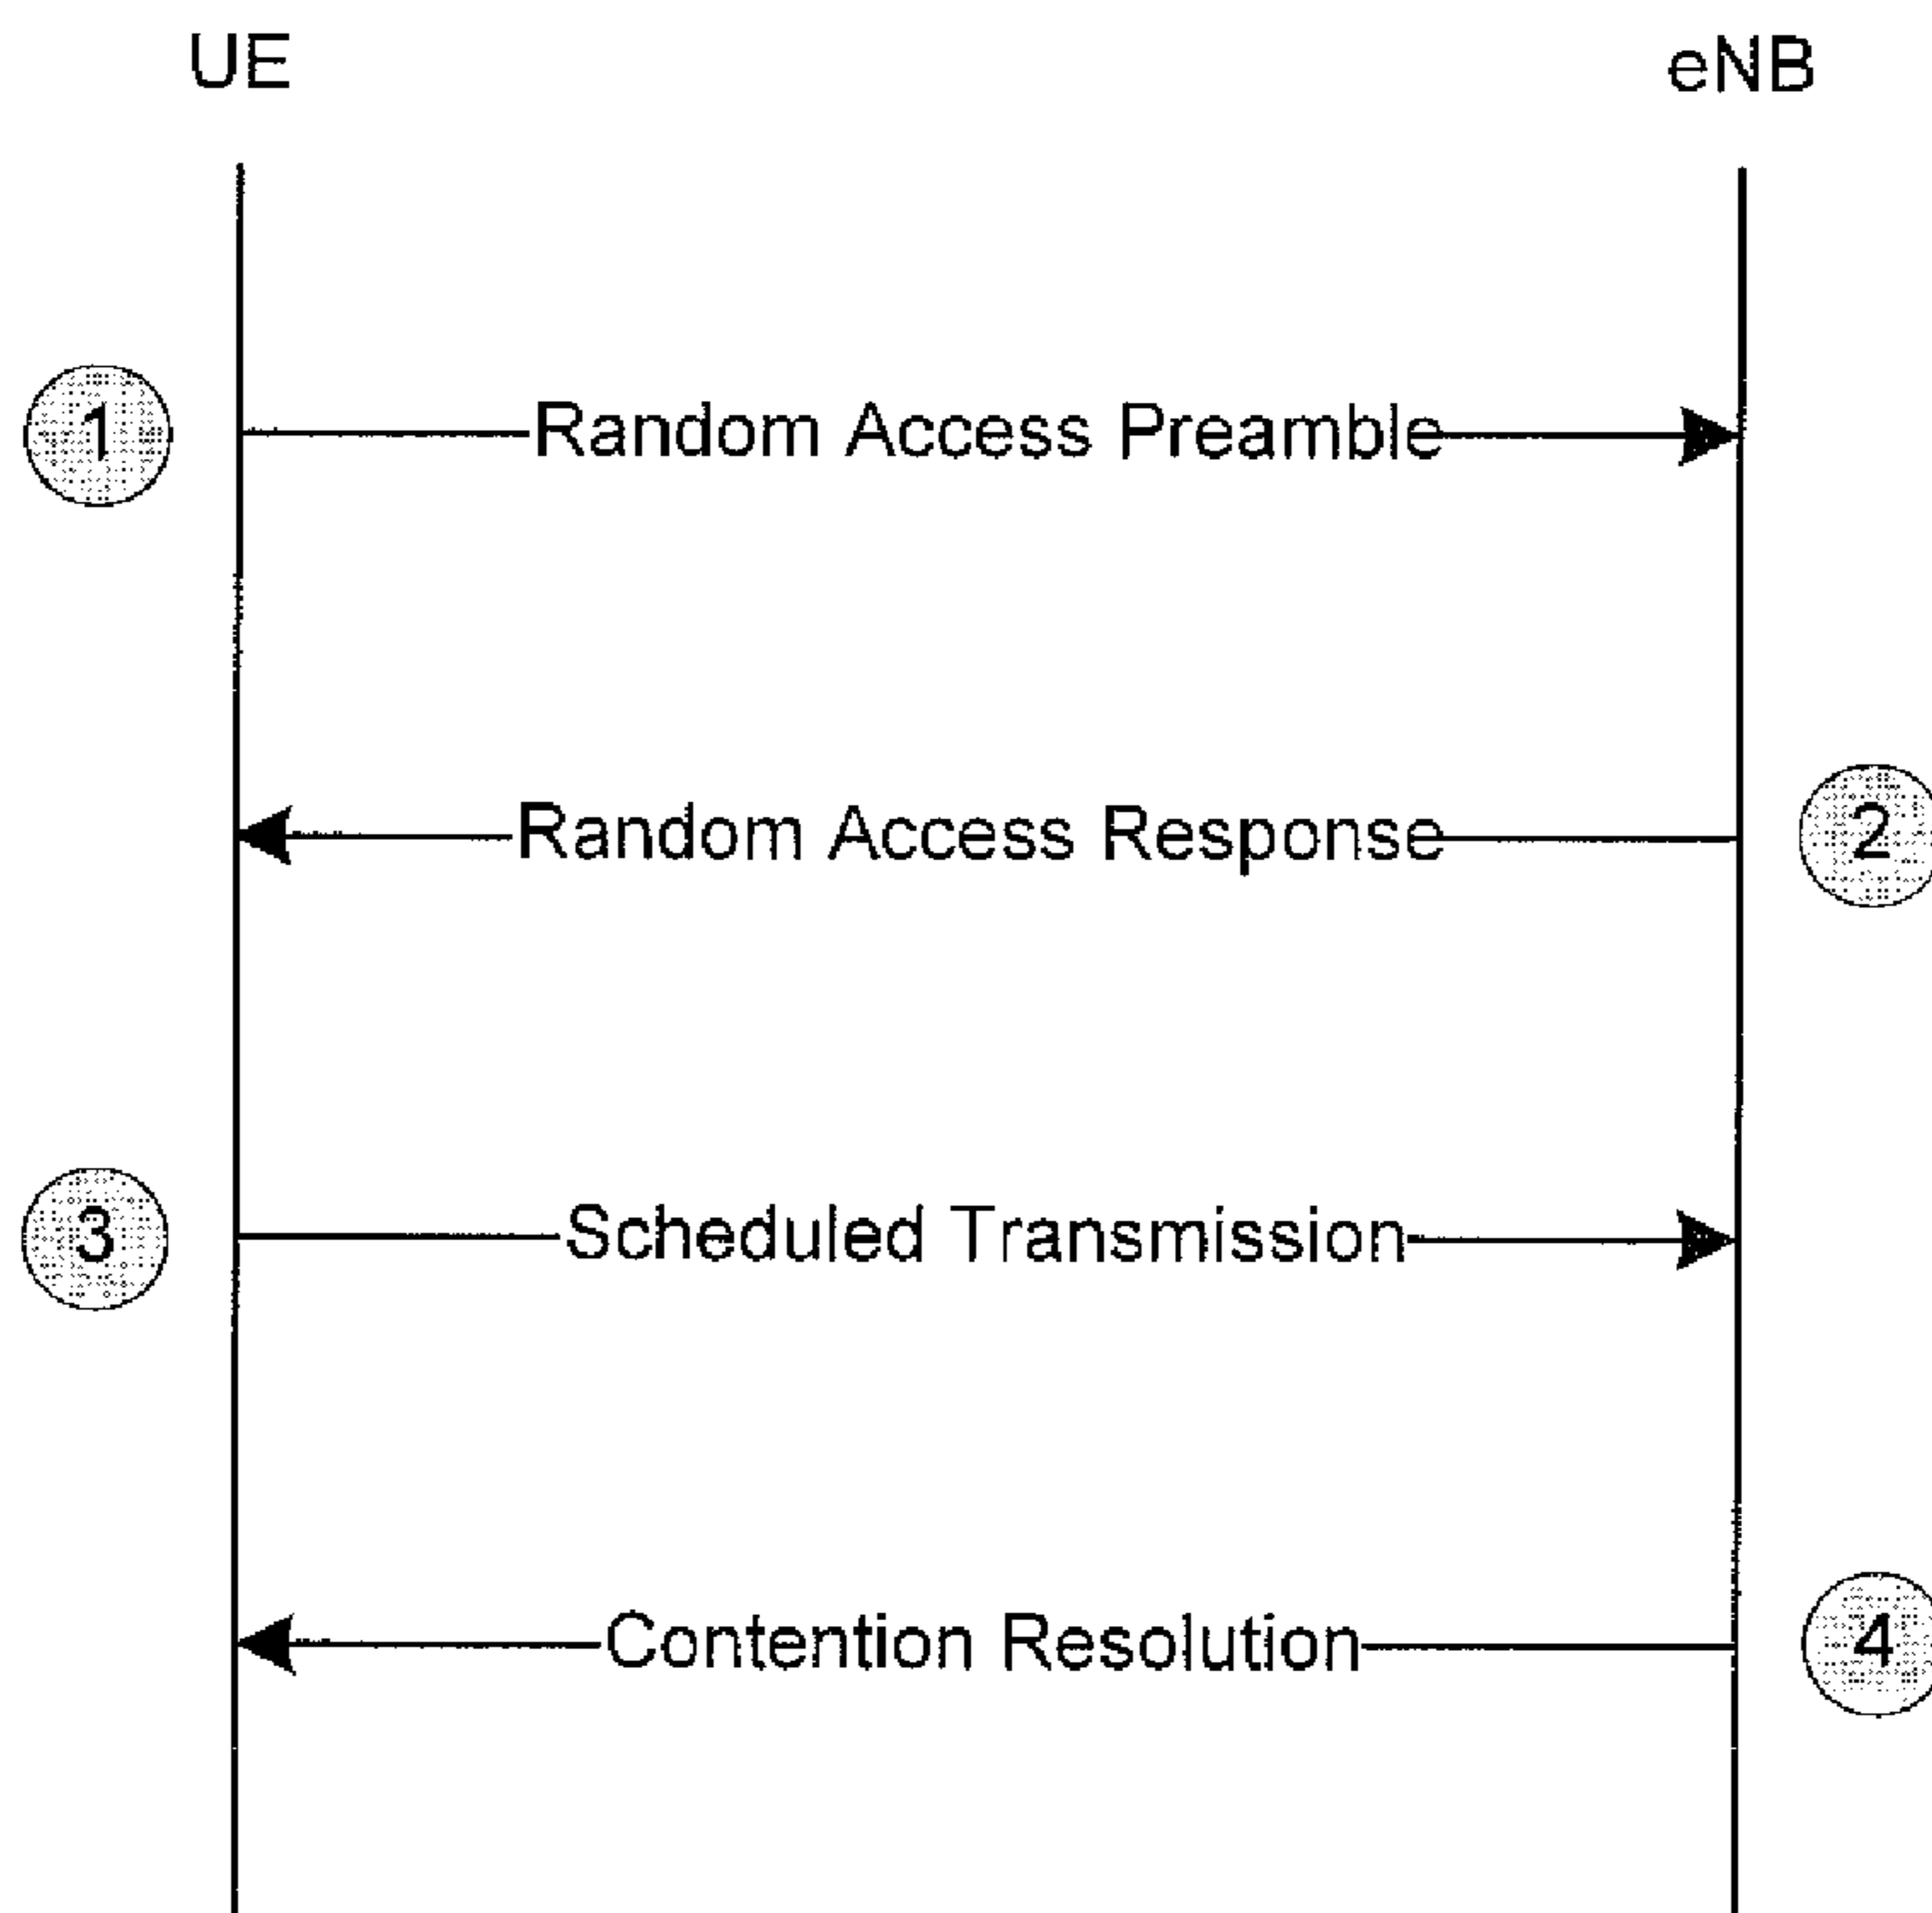 UE eNB
1 Random Access Preamble
Random Access Response 2
3 Scheduled Transmission
Contention Resolution 4